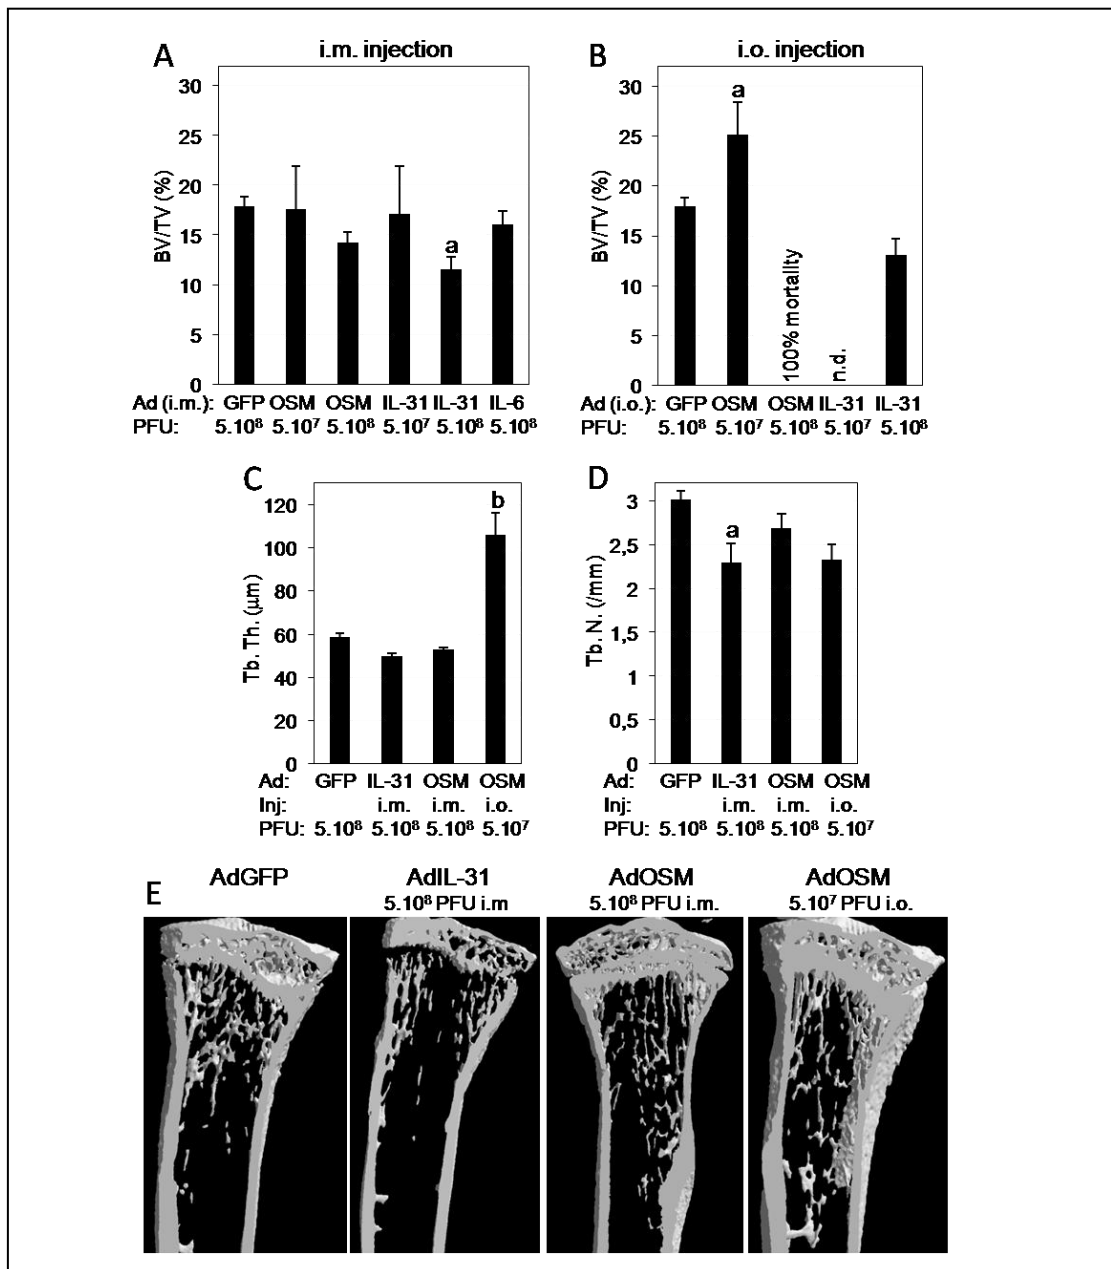 A i.m. injection
BV/TV (%)
30
25
20
15
10
5
0
a
Ad (i.m.): GFP OSM OSM IL-31 IL-31 IL-6
PFU: 5.10⁸ 5.10⁷ 5.10⁸ 5.10⁷ 5.10⁸ 5.10⁸
B i.o. injection
BV/TV (%)
30
25
20
15
10
5
0
a
100% mortality
n.d.
Ad (i.o.): GFP OSM OSM IL-31 IL-31
PFU: 5.10⁸ 5.10⁷ 5.10⁸ 5.10⁷ 5.10⁸
C
Tb. Th. (µm)
120
100
80
60
40
20
0
b
Ad: GFP IL-31 OSM OSM
Inj: i.m. i.m. i.o.
PFU: 5.10⁸ 5.10⁸ 5.10⁸ 5.10⁷
D
Tb. N. (/mm)
3
2,5
2
1,5
1
0,5
0
a
Ad: GFP IL-31 OSM OSM
Inj: i.m. i.m. i.o.
PFU: 5.10⁸ 5.10⁸ 5.10⁸ 5.10⁷
E AdGFP AdIL-31 AdOSM AdOSM
5.10⁸ PFU i.m 5.10⁸ PFU i.m. 5.10⁷ PFU i.o.